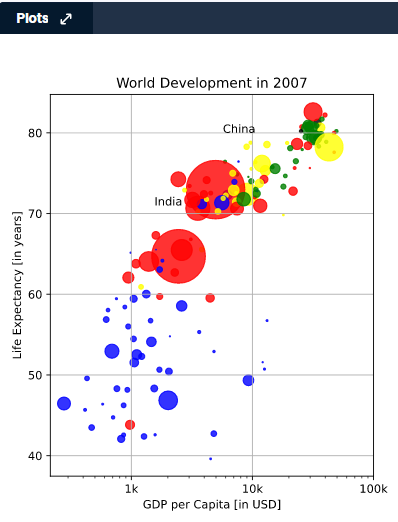 Plots
World Development in 2007
80
70
60
50
40
China
India
Life Expectancy [in years]
1k
10k
100k
GDP per Capita [in USD]